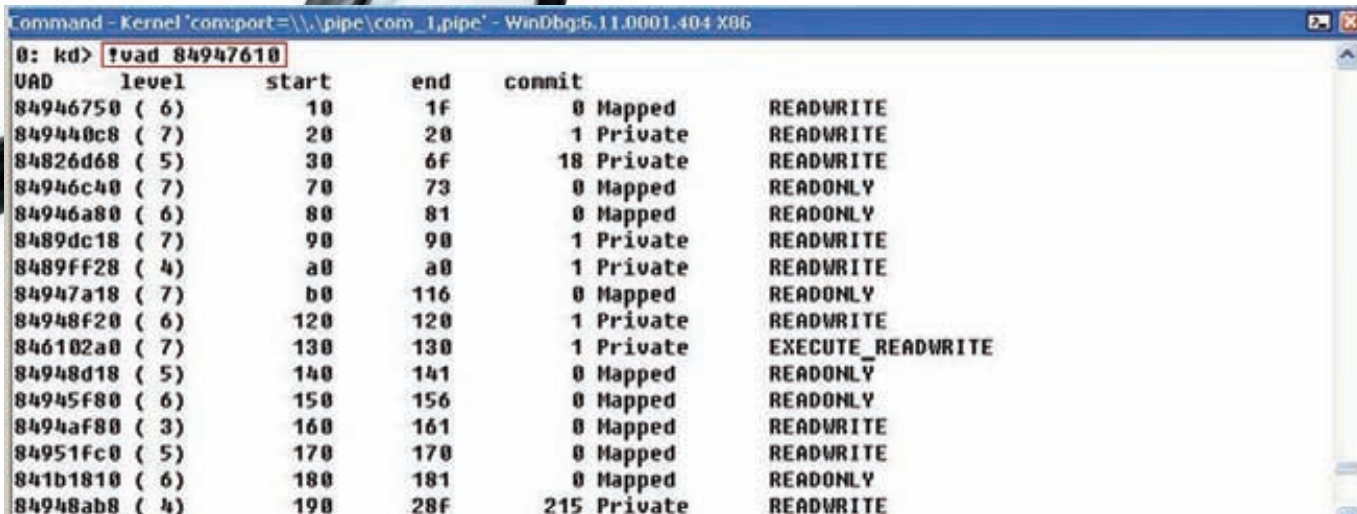 Command - Kernel 'com:port=\\.\pipe\com_1,pipe' - WinDbg:6.11.0001.404 X86
0: kd> !vad 84947610
VAD level start end commit
84946750 ( 6) 10 1f 0 Mapped READWRITE
849440c8 ( 7) 20 20 1 Private READWRITE
84826d68 ( 5) 30 6f 18 Private READWRITE
84946c40 ( 7) 70 73 0 Mapped READONLY
84946a80 ( 6) 80 81 0 Mapped READONLY
8489dc18 ( 7) 90 90 1 Private READWRITE
8489ff28 ( 4) a0 a0 1 Private READWRITE
84947a18 ( 7) b0 116 0 Mapped READONLY
84948f20 ( 6) 120 120 1 Private READWRITE
846102a0 ( 7) 130 130 1 Private EXECUTE_READWRITE
84948d18 ( 5) 140 141 0 Mapped READONLY
84945f80 ( 6) 150 156 0 Mapped READONLY
8494af80 ( 3) 160 161 0 Mapped READWRITE
84951fc0 ( 5) 170 170 0 Mapped READWRITE
841b1810 ( 6) 180 181 0 Mapped READONLY
84948ab8 ( 4) 190 28f 215 Private READWRITE